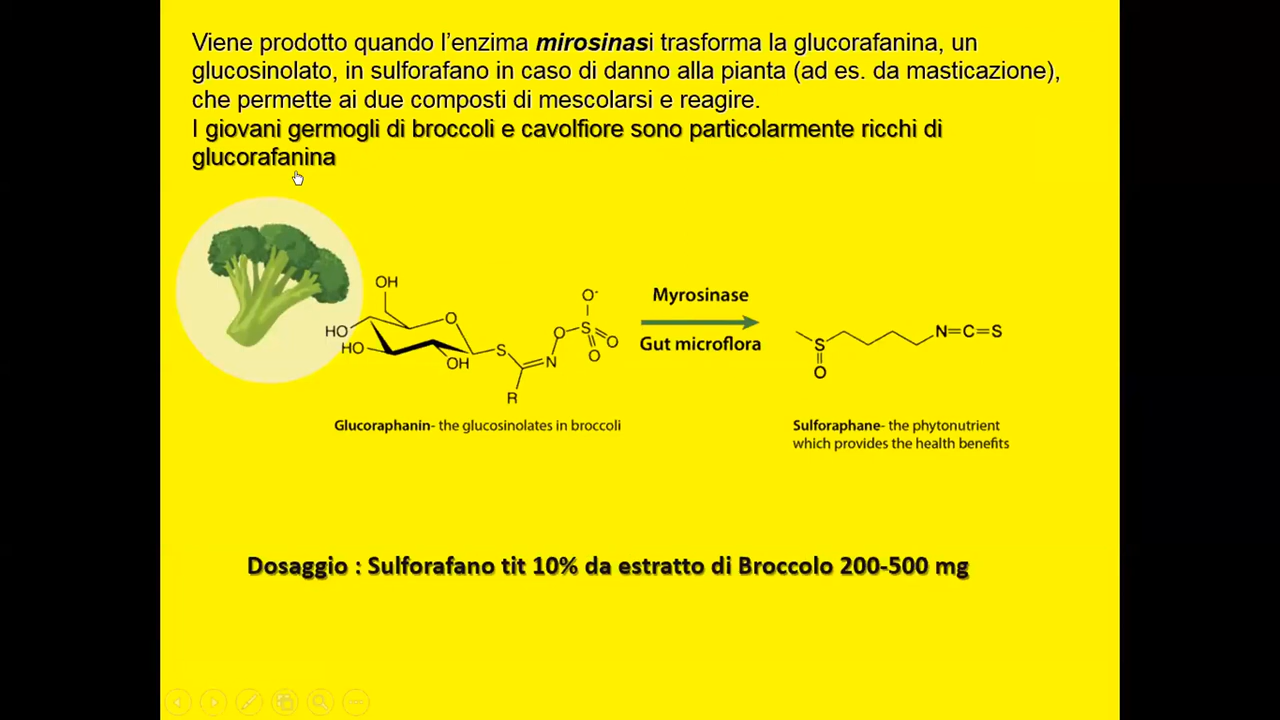 Viene prodotto quando l'enzima mirosinasi trasforma la glucorafanina, un
glucosinolato, in sulforafano in caso di danno alla pianta (ad es. da masticazione),
che permette ai due composti di mescolarsi e reagire.
I giovani germogli di broccoli e cavolfiore sono particolarmente ricchi di
glucorafanina
OH
HO
HO
O
OH
S
N
O
O-
S
O
O
R
Myrosinase
Gut microflora
S
O
N=C=S
Glucoraphanin- the glucosinolates in broccoli
Sulforaphane- the phytonutrient
which provides the health benefits
Dosaggio : Sulforafano tit 10% da estratto di Broccolo 200-500 mg